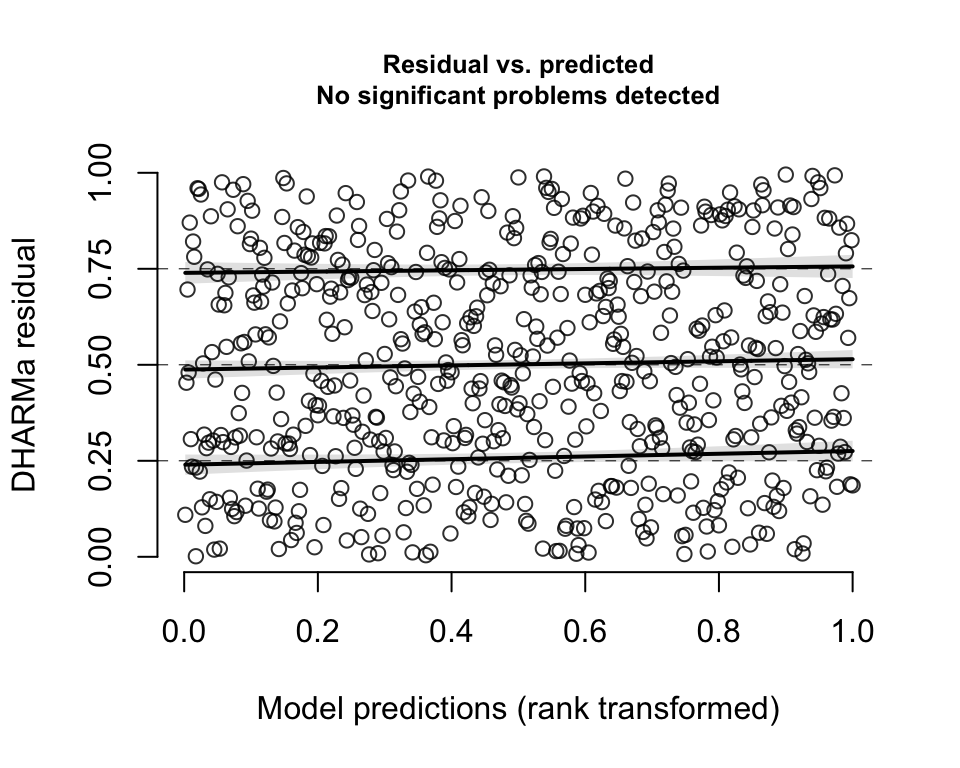 Residual vs. predicted
No significant problems detected
DHARMa residual
1.00
0.75
0.50
0.25
0.00
0.0 0.2 0.4 0.6 0.8 1.0
Model predictions (rank transformed)